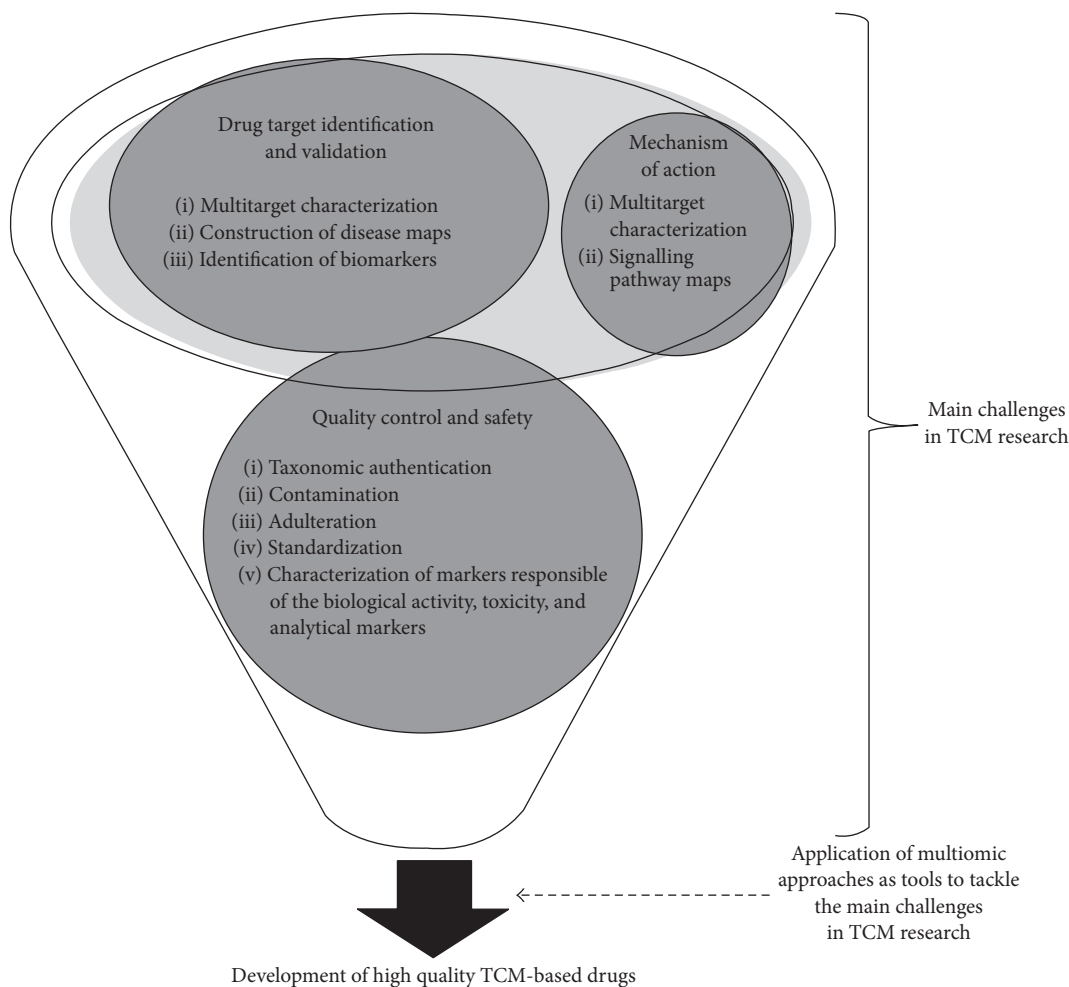 Drug target identification
and validation
(i) Multitarget characterization
(ii) Construction of disease maps
(iii) Identification of biomarkers
Mechanism
of action
(i) Multitarget
characterization
(ii) Signalling
pathway maps
Quality control and safety
(i) Taxonomic authentication
(ii) Contamination
(iii) Adulteration
(iv) Standardization
(v) Characterization of markers responsible
of the biological activity, toxicity, and
analytical markers
Main challenges
in TCM research
Application of multiomic
approaches as tools to tackle
the main challenges
in TCM research
Development of high quality TCM-based drugs